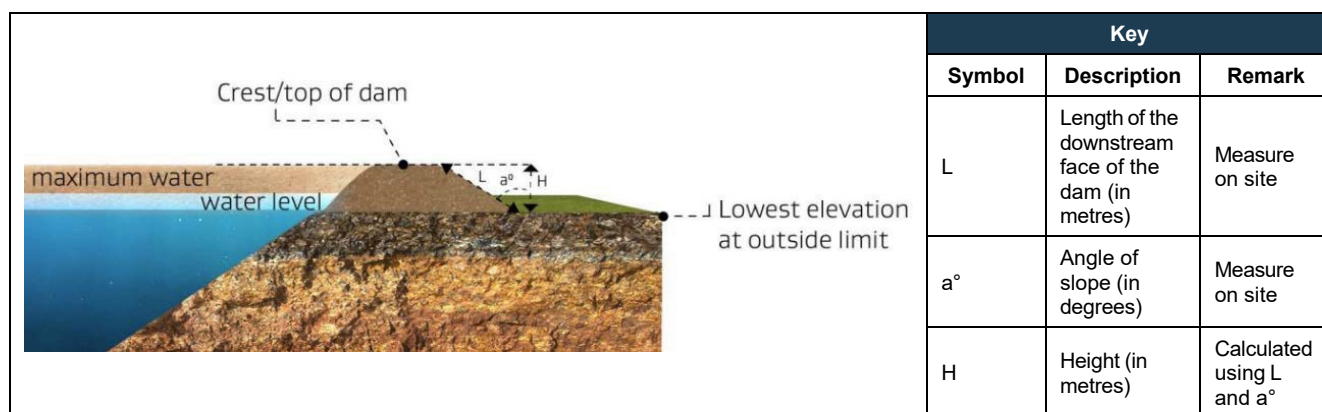 Crest/top of dam
maximum water
water level
L
a°
H
Lowest elevation
at outside limit
Key
Symbol
Description
Remark
L
Length of the
downstream
face of the
dam (in
metres)
Measure
on site
a°
Angle of
slope (in
degrees)
Measure
on site
H
Height (in
metres)
Calculated
using L
and a°